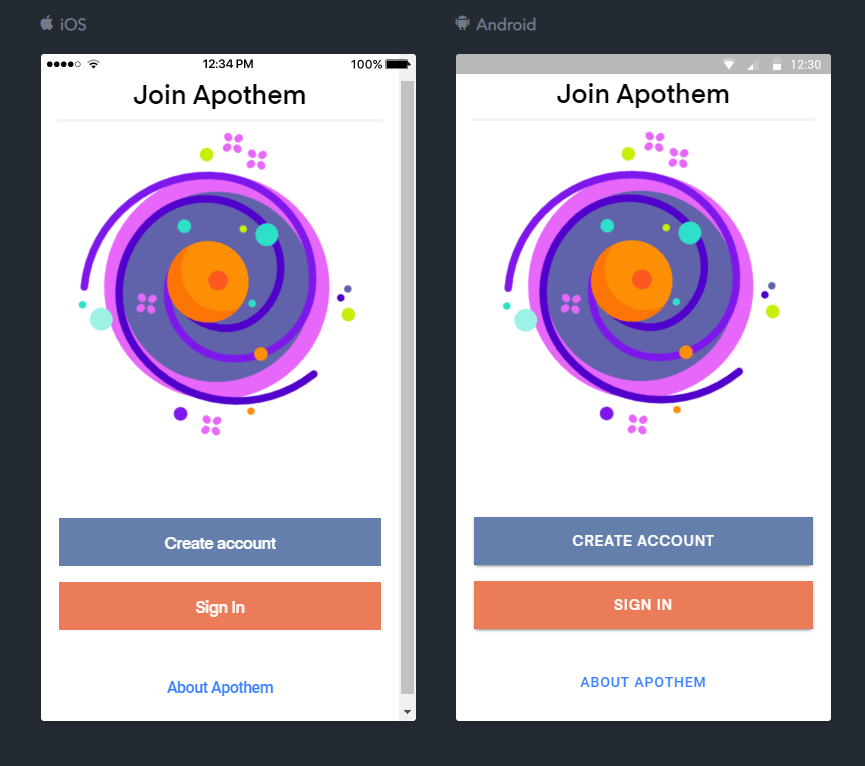 iOS
Android
12:34 PM
100%
12:30
Join Apothem
Join Apothem
Create account
CREATE ACCOUNT
Sign In
SIGN IN
About Apothem
ABOUT APOTHEM